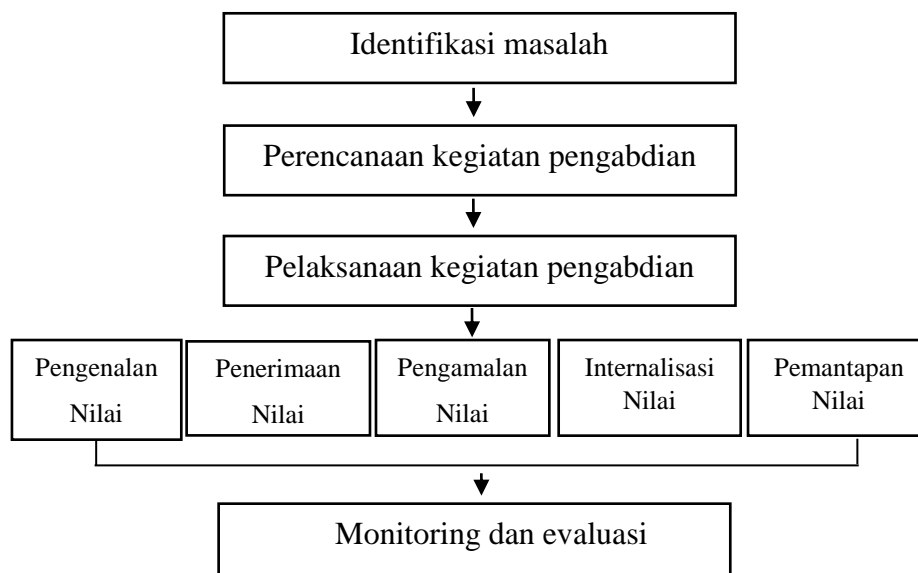 Identifikasi masalah
Perencanaan kegiatan pengabdian
Pelaksanaan kegiatan pengabdian
Pengenalan
Nilai
Penerimaan
Nilai
Pengamalan
Nilai
Internalisasi
Nilai
Pemantapan
Nilai
Monitoring dan evaluasi